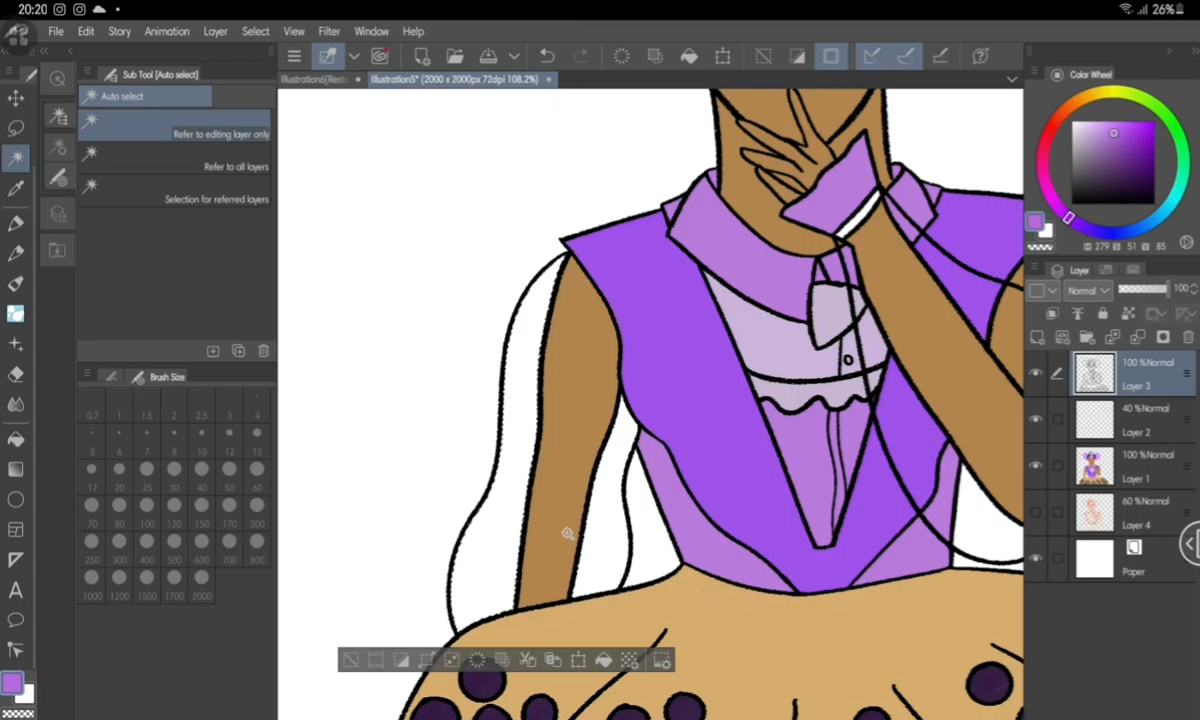 20:20
26%
File Edit Story Animation Layer Select View Filter Window Help
Sub Tool [Auto select]
Auto select
Refer to editing layer only
Refer to all layers
Selection for referred layers
Brush Size
0.7 1 1.5 2 2.5 3 4
5 6 7 8 10 12 15
17 20 25 30 40 50 60
70 80 100 120 150 170 200
250 300 400 500 600 700 800
1000 1200 1500 1700 2000
Illustration5* (2000 x 2000px 72dpi 108.2%)
Color Wheel
279 51 85
Layer
Normal 100
100 %Normal
Layer 3
40 %Normal
Layer 2
100 %Normal
Layer 1
60 %Normal
Layer 4
Paper